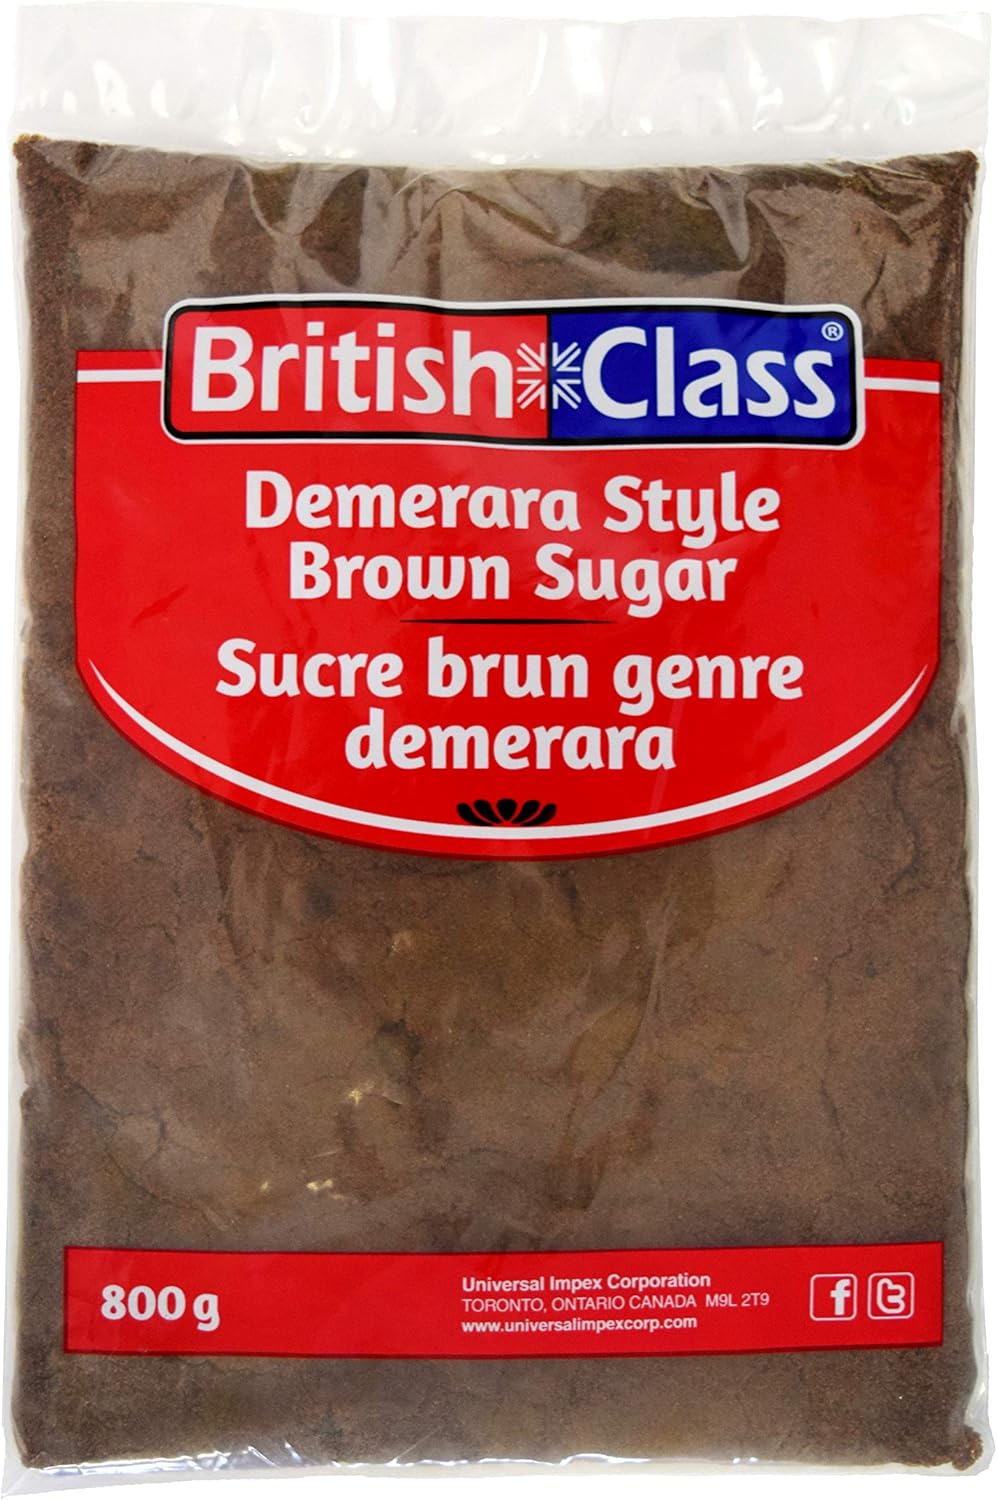 British Class®
Demerara Style
Brown Sugar
Sucre brun genre
demerara
800 g
Universal Impex Corporation
TORONTO, ONTARIO CANADA M9L 2T9
www.universalimpexcorp.com